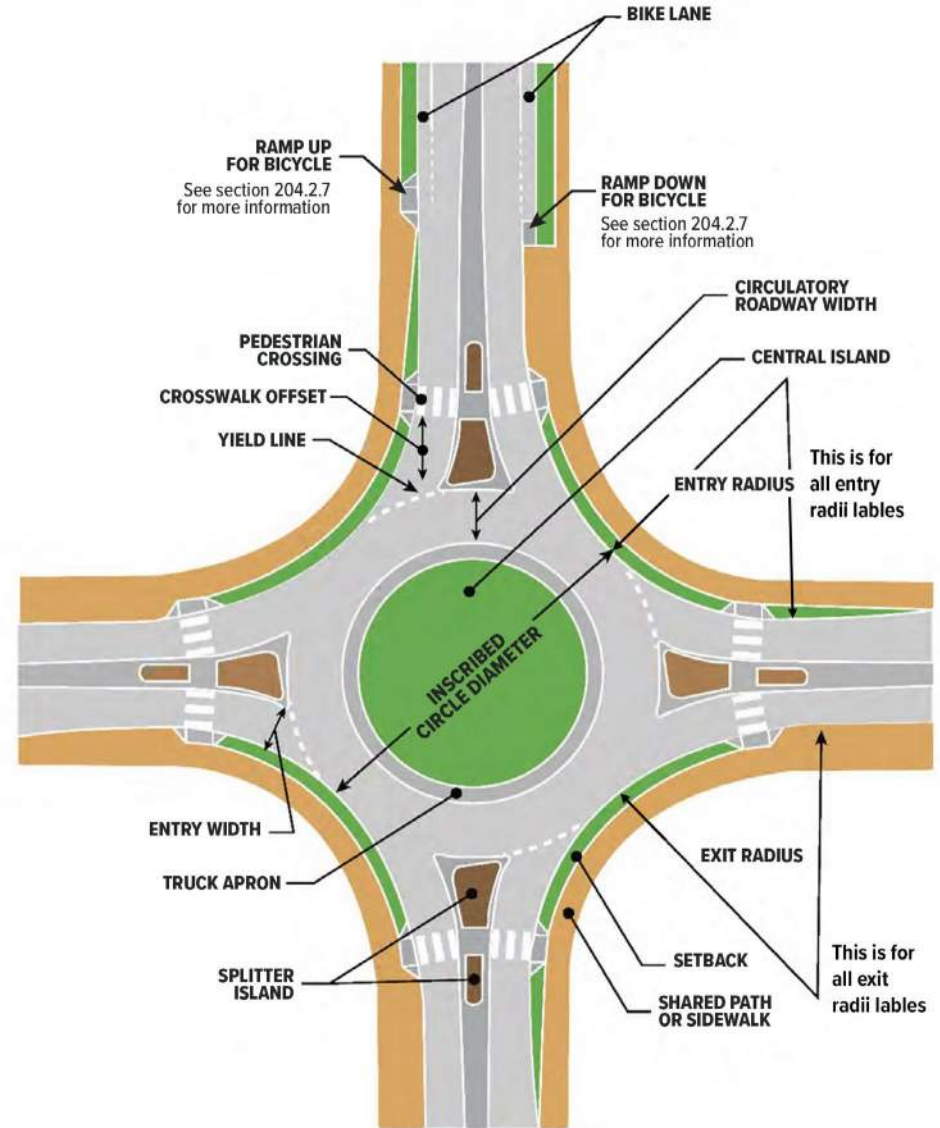 BIKE LANE
RAMP UP
FOR BICYCLE
See section 204.2.7
for more information
RAMP DOWN
FOR BICYCLE
See section 204.2.7
for more information
CIRCULATORY
ROADWAY WIDTH
PEDESTRIAN
CROSSING
CENTRAL ISLAND
CROSSWALK OFFSET
YIELD LINE
ENTRY RADIUS
This is for
all entry
radii lables
INSCRIBED
CIRCLE DIAMETER
ENTRY WIDTH
TRUCK APRON
EXIT RADIUS
SPLITTER
ISLAND
SETBACK
SHARED PATH
OR SIDEWALK
This is for
all exit
radii lables